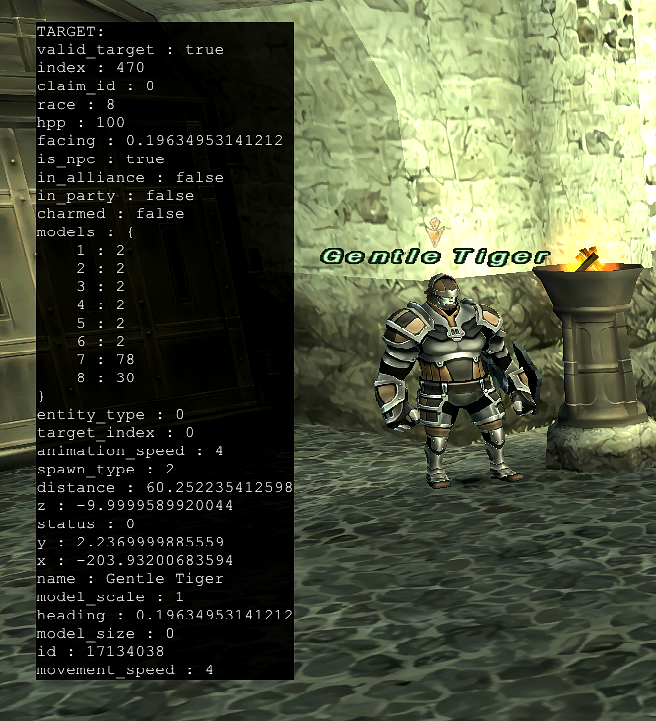 TARGET:
valid_target : true
index : 470
claim_id : 0
race : 8
hpp : 100
facing : 0.19634953141212
is_npc : true
in_alliance : false
in_party : false
charmed : false
models : {
1 : 2
2 : 2
3 : 2
4 : 2
5 : 2
6 : 2
7 : 78
8 : 30
}
entity_type : 0
target_index : 0
animation_speed : 4
spawn_type : 2
distance : 60.252235412598
z : -9.9999589920044
status : 0
y : 2.2369999885559
x : -203.93200683594
name : Gentle Tiger
model_scale : 1
heading : 0.19634953141212
model_size : 0
id : 17134038
movement_speed : 4
Gentle Tiger